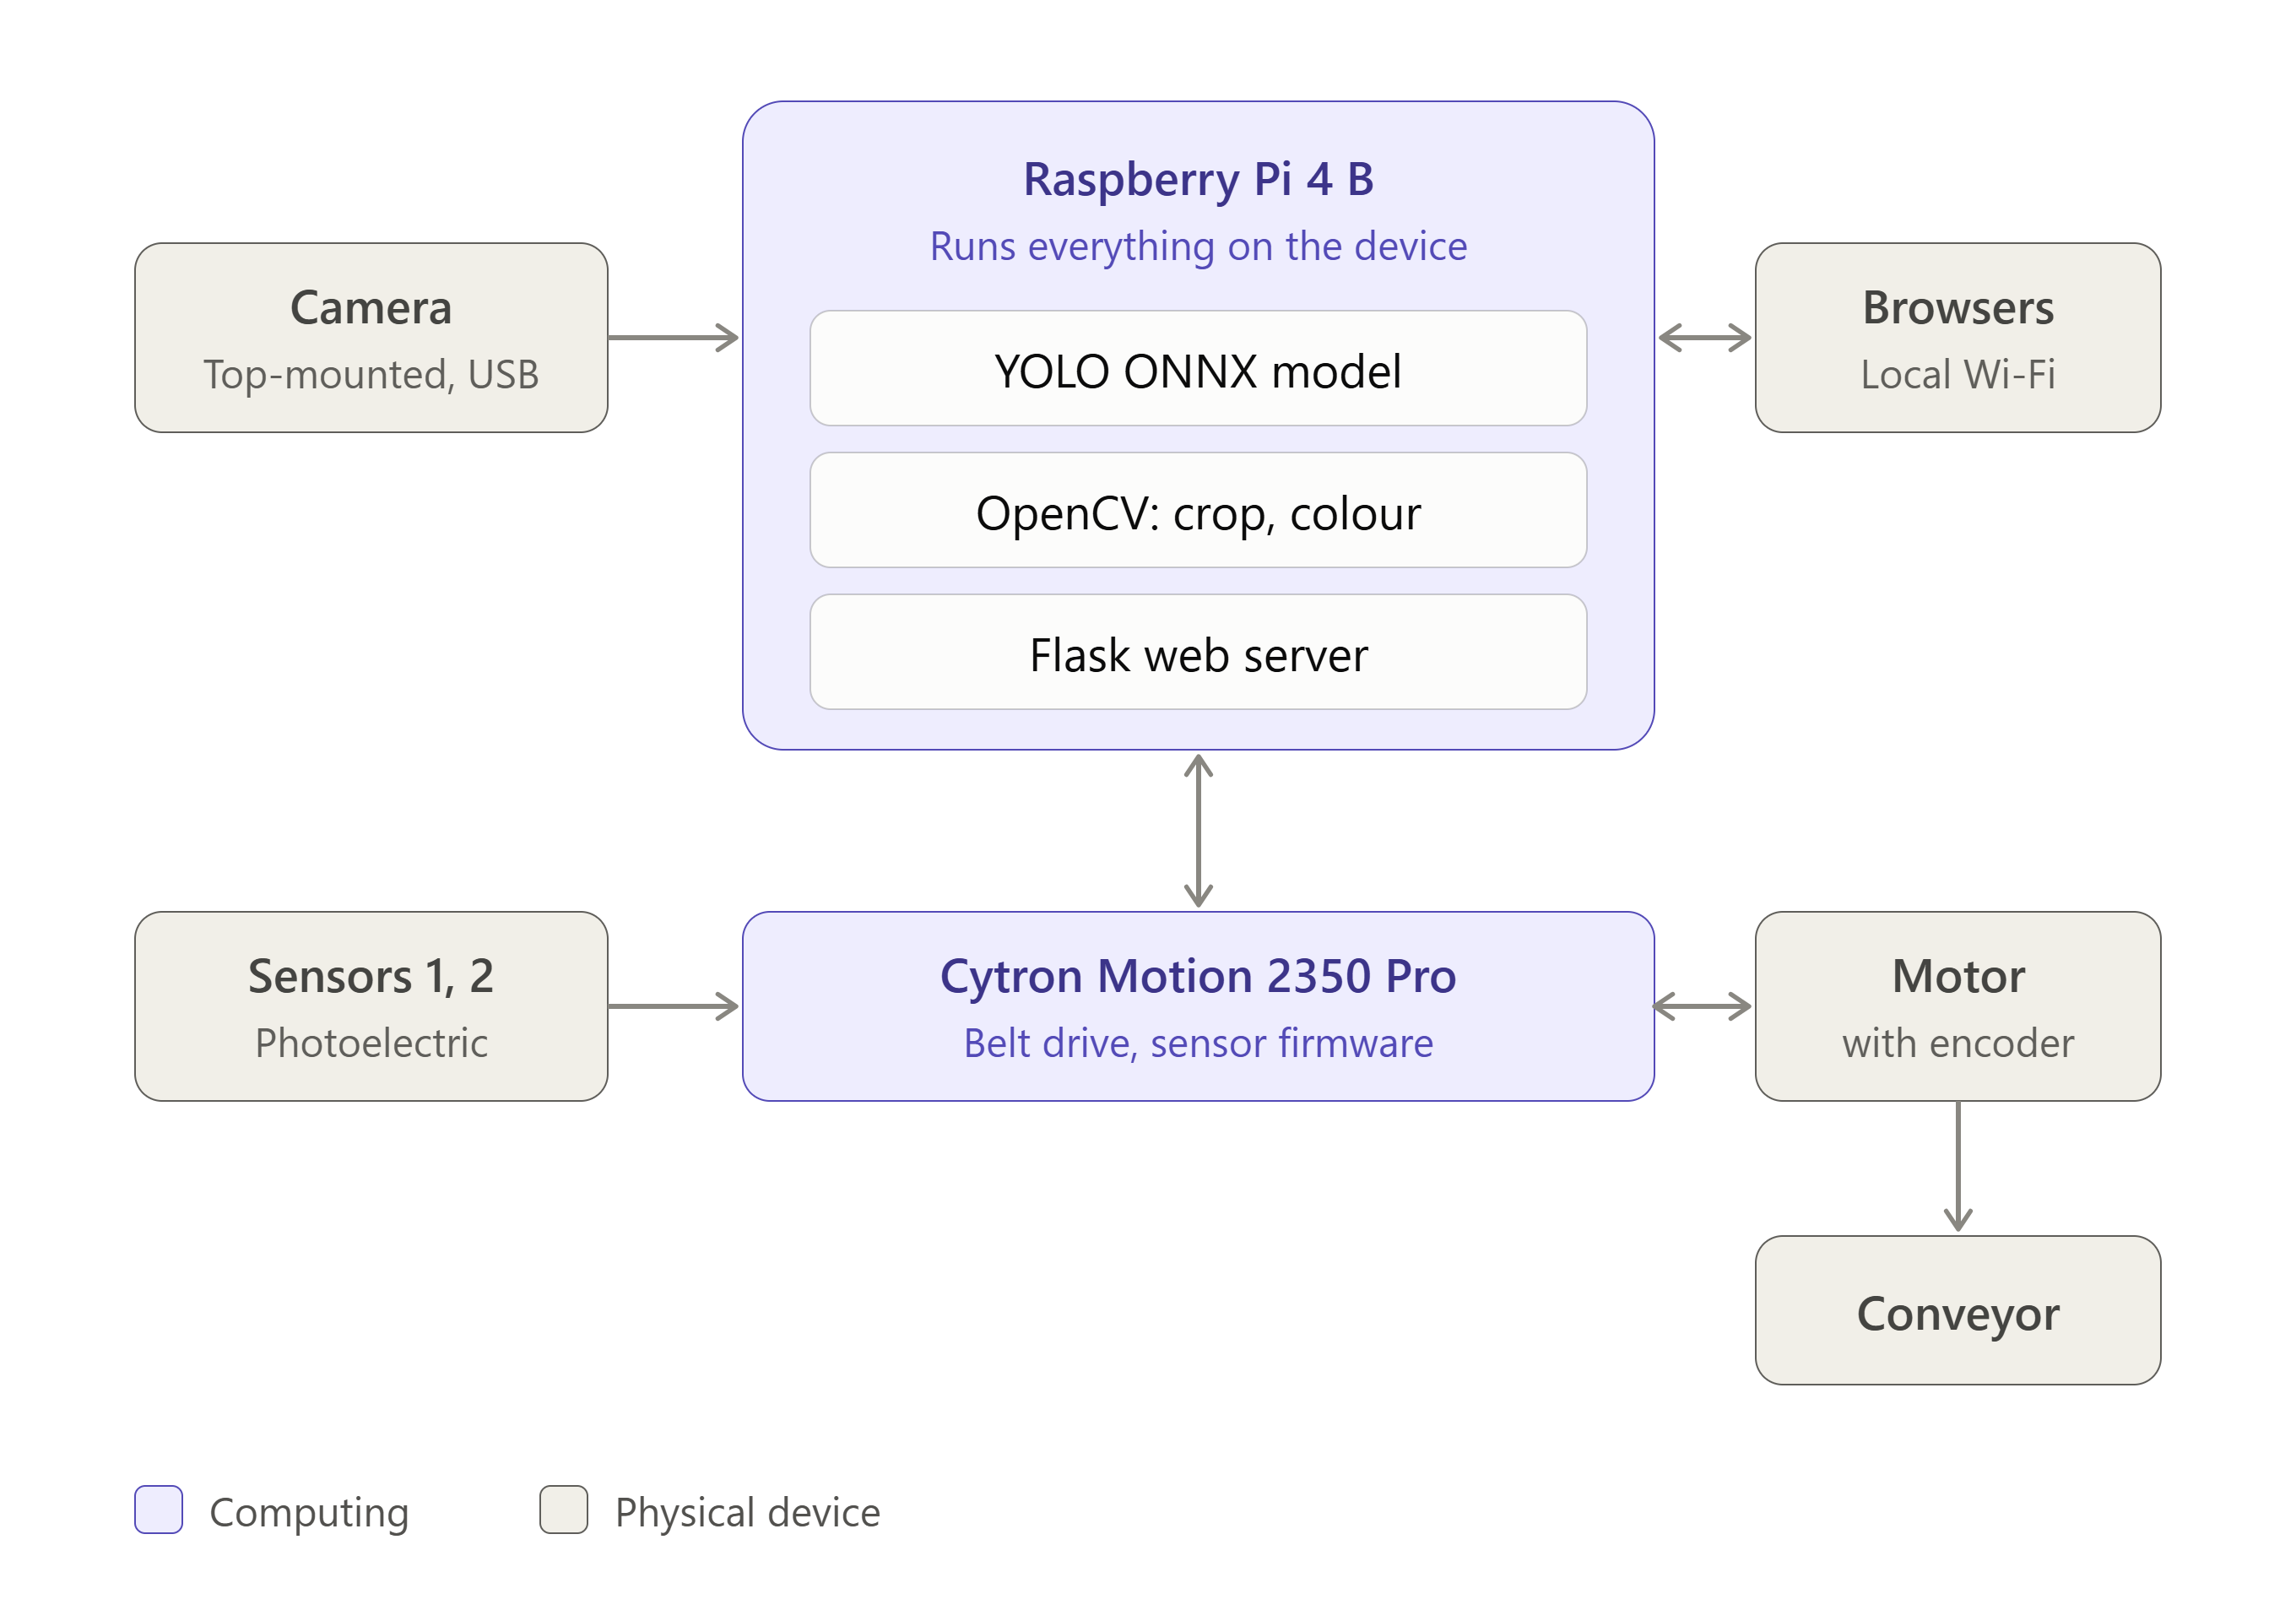 Raspberry Pi 4 B
Runs everything on the device
Camera
Top-mounted, USB
YOLO ONNX model
OpenCV: crop, colour
Flask web server
Browsers
Local Wi-Fi
Sensors 1, 2
Photoelectric
Cytron Motion 2350 Pro
Belt drive, sensor firmware
Motor
with encoder
Conveyor
Computing
Physical device